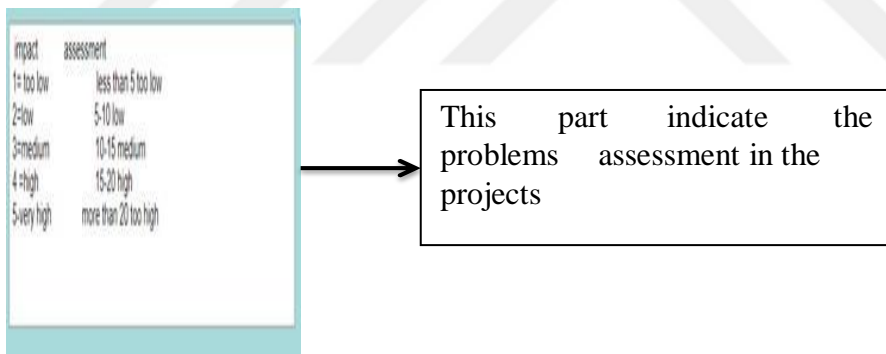 impact assessment
1= too low less than 5 too low
2=low 5-10 low
3=medium 10-15 medium
4 =high 15-20 high
5-very high more than 20 too high
This part indicate the
problems assessment in the
projects